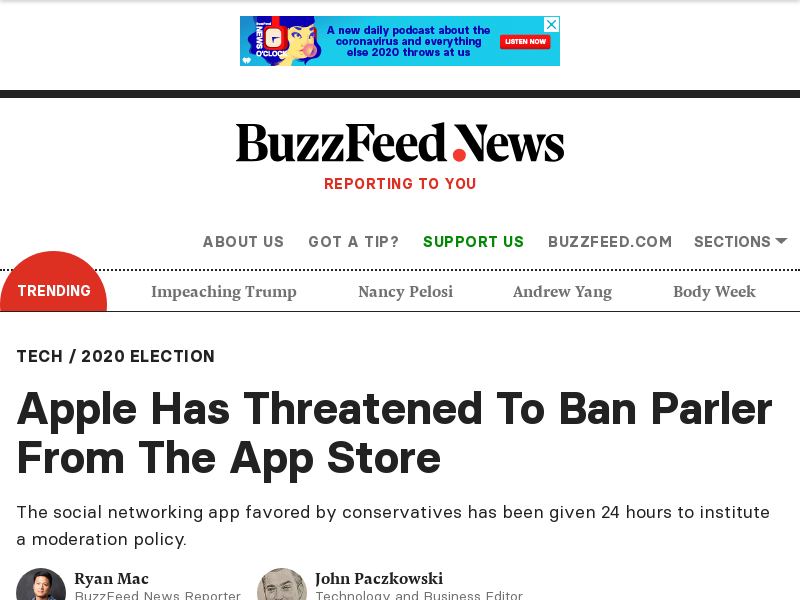 THE NEWS O'CLOCK
A new daily podcast about the
coronavirus and everything
else 2020 throws at us
LISTEN NOW
BuzzFeed News
REPORTING TO YOU
ABOUT US GOT A TIP? SUPPORT US BUZZFEED.COM SECTIONS
TRENDING Impeaching Trump Nancy Pelosi Andrew Yang Body Week
TECH / 2020 ELECTION
Apple Has Threatened To Ban Parler
From The App Store
The social networking app favored by conservatives has been given 24 hours to institute
a moderation policy.
Ryan Mac John Paczkowski
BuzzFeed News Reporter Technology and Business Editor